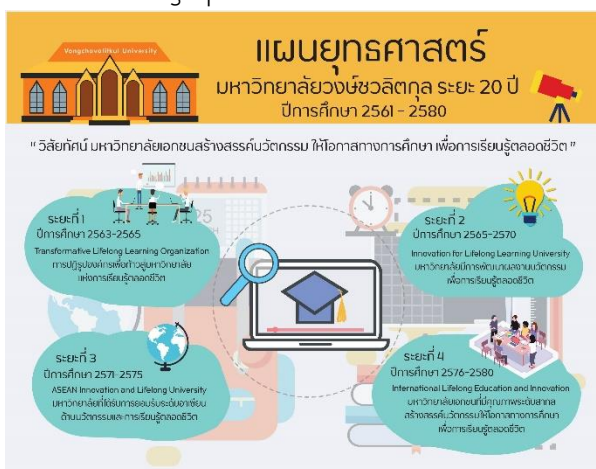 Vongchavalitkul University
แผนยุทธศาสตร์
มหาวิทยาลัยวงษ์ชวลิตกุล ระยะ 20 ปี
ปีการศึกษา 2561 - 2580
" วิสัยทัศน์ มหาวิทยาลัยเอกชนสร้างสรรค์นวัตกรรม ให้โอกาสทางการศึกษา เพื่อการเรียนรู้ตลอดชีวิต "
ระยะที่ 1
ปีการศึกษา 2563-2565
Transformative Lifelong Learning Organization
การปฏิรูปองค์กรเพื่อก้าวสู่มหาวิทยาลัย
แห่งการเรียนรู้ตลอดชีวิต
25
ระยะที่ 2
ปีการศึกษา 2565-2570
Innovation for Lifelong Learning University
มหาวิทยาลัยมีการพัฒนาผลงานนวัตกรรม
เพื่อการเรียนรู้ตลอดชีวิต
ระยะที่ 3
ปีการศึกษา 2571-2575
ASEAN Innovation and Lifelong University
มหาวิทยาลัยที่ได้รับการยอมรับระดับอาเซียน
ด้านนวัตกรรมและการเรียนรู้ตลอดชีวิต
ระยะที่ 4
ปีการศึกษา 2576-2580
International Lifelong Education and Innovation
มหาวิทยาลัยเอกชนที่มีคุณภาพระดับสากล
สร้างสรรค์นวัตกรรมให้โอกาสทางการศึกษา
เพื่อการเรียนรู้ตลอดชีวิต